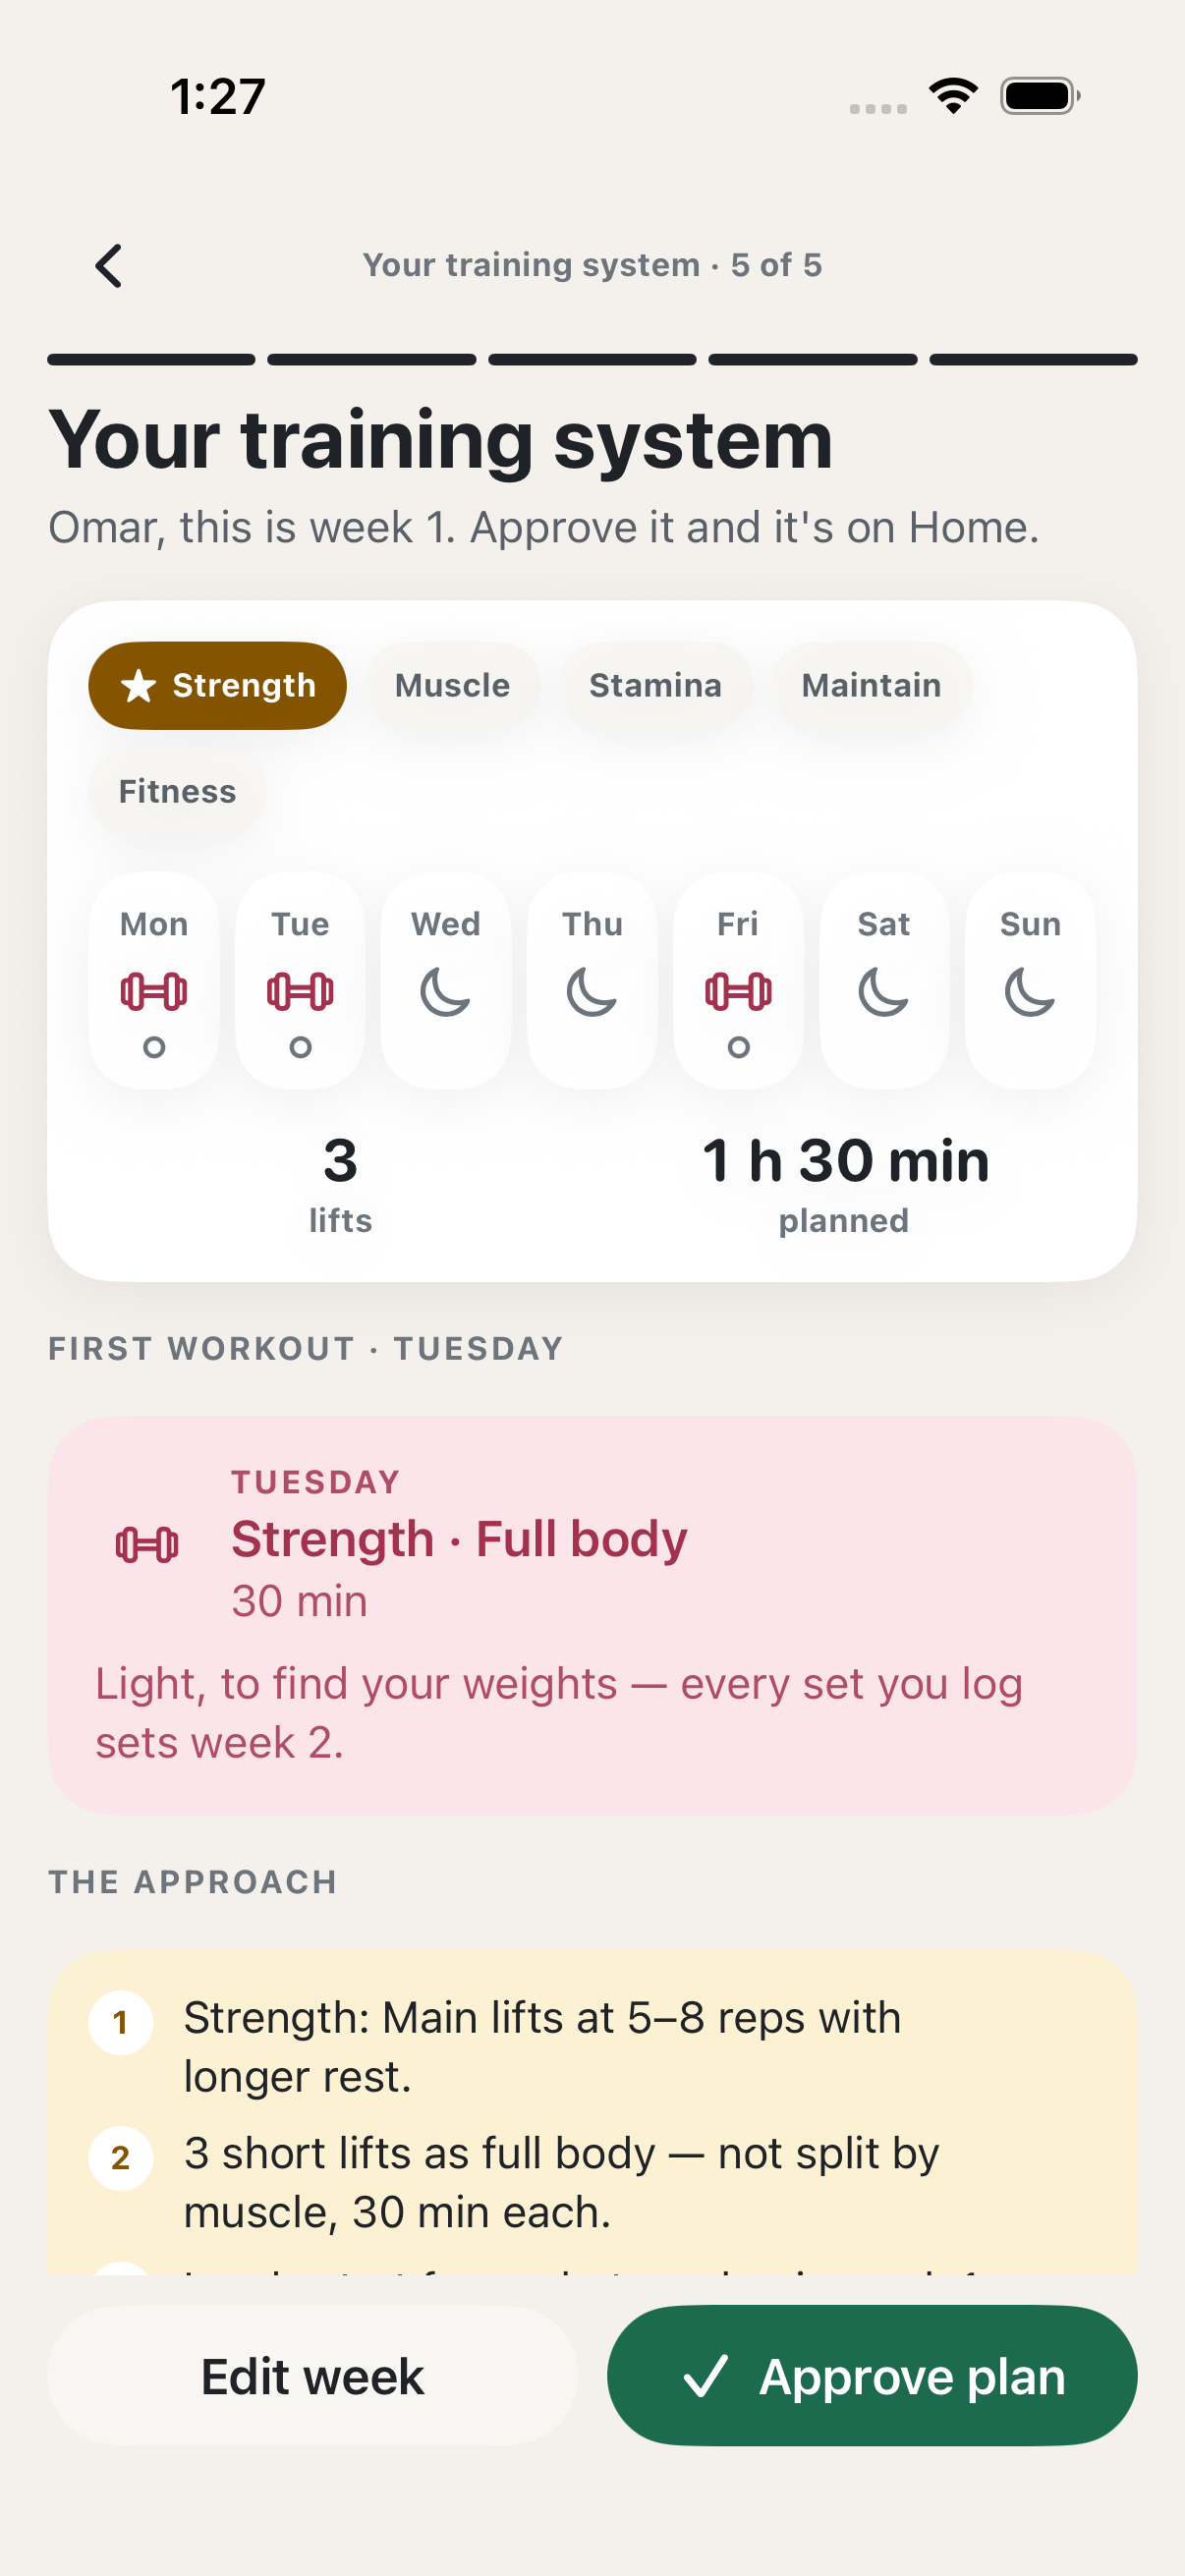 1:27
Your training system · 5 of 5
Your training system
Omar, this is week 1. Approve it and it's on Home.
Strength
Muscle
Stamina
Maintain
Fitness
Mon
Tue
Wed
Thu
Fri
Sat
Sun
3
lifts
1 h 30 min
planned
FIRST WORKOUT · TUESDAY
TUESDAY
Strength · Full body
30 min
Light, to find your weights — every set you log
sets week 2.
THE APPROACH
1
Strength: Main lifts at 5–8 reps with
longer rest.
2
3 short lifts as full body — not split by
muscle, 30 min each.
Edit week
Approve plan